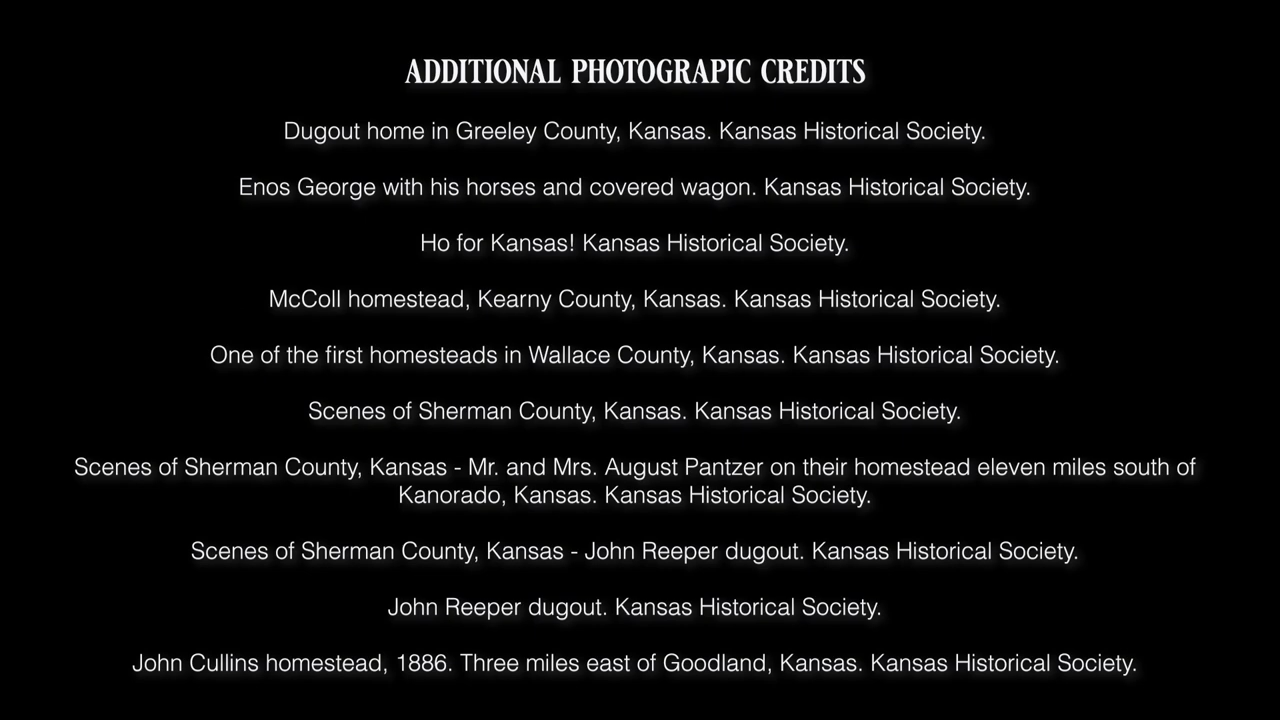 ADDITIONAL PHOTOGRAPIC CREDITS
Dugout home in Greeley County, Kansas. Kansas Historical Society.
Enos George with his horses and covered wagon. Kansas Historical Society.
Ho for Kansas! Kansas Historical Society.
McColl homestead, Kearny County, Kansas. Kansas Historical Society.
One of the first homesteads in Wallace County, Kansas. Kansas Historical Society.
Scenes of Sherman County, Kansas. Kansas Historical Society.
Scenes of Sherman County, Kansas - Mr. and Mrs. August Pantzer on their homestead eleven miles south of
Kanorado, Kansas. Kansas Historical Society.
Scenes of Sherman County, Kansas - John Reeper dugout. Kansas Historical Society.
John Reeper dugout. Kansas Historical Society.
John Cullins homestead, 1886. Three miles east of Goodland, Kansas. Kansas Historical Society.